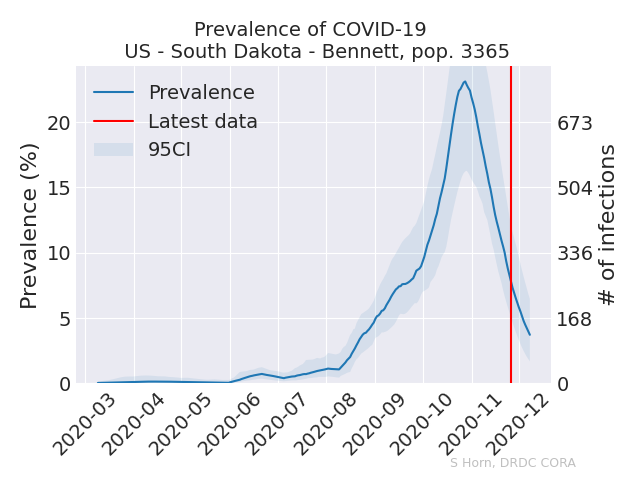 Prevalence of COVID-19
US - South Dakota - Bennett, pop. 3365
Prevalence
Latest data
95CI
Prevalence (%)
20
15
10
5
0
673
504
336
168
0
# of infections
2020-03
2020-04
2020-05
2020-06
2020-07
2020-08
2020-09
2020-10
2020-11
2020-12
S Horn, DRDC CORA